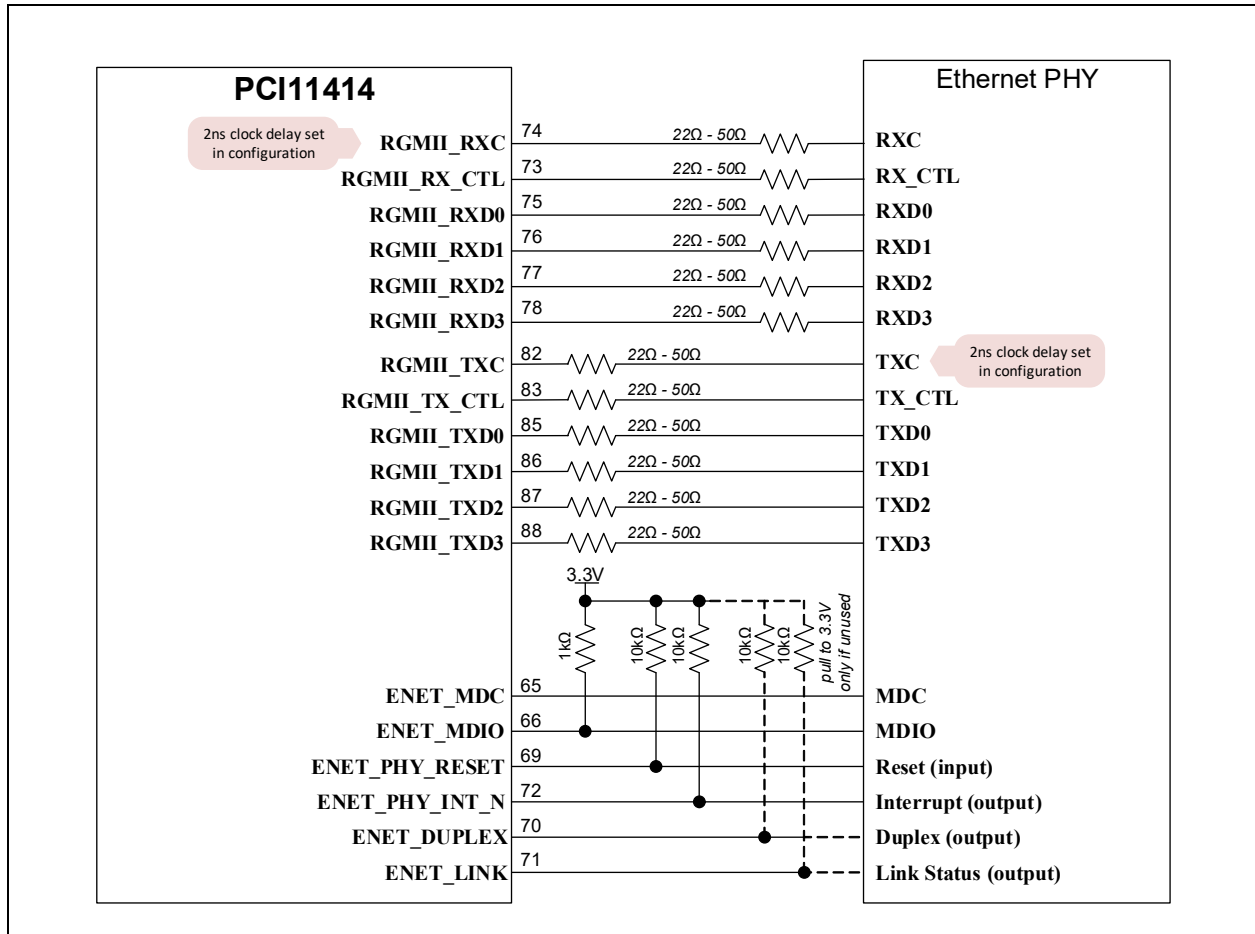 PCI11414
Ethernet PHY
2ns clock delay set
in configuration
RGMII_RXC 74 22Ω - 50Ω RXC
RGMII_RX_CTL 73 22Ω - 50Ω RX_CTL
RGMII_RXD0 75 22Ω - 50Ω RXD0
RGMII_RXD1 76 22Ω - 50Ω RXD1
RGMII_RXD2 77 22Ω - 50Ω RXD2
RGMII_RXD3 78 22Ω - 50Ω RXD3
RGMII_TXC 82 22Ω - 50Ω TXC
2ns clock delay set
in configuration
RGMII_TX_CTL 83 22Ω - 50Ω TX_CTL
RGMII_TXD0 85 22Ω - 50Ω TXD0
RGMII_TXD1 86 22Ω - 50Ω TXD1
RGMII_TXD2 87 22Ω - 50Ω TXD2
RGMII_TXD3 88 22Ω - 50Ω TXD3
3.3V
1kΩ
10kΩ
10kΩ
10kΩ
10kΩ
pull to 3.3V
only if unused
ENET_MDC 65 MDC
ENET_MDIO 66 MDIO
ENET_PHY_RESET 69 Reset (input)
ENET_PHY_INT_N 72 Interrupt (output)
ENET_DUPLEX 70 Duplex (output)
ENET_LINK 71 Link Status (output)